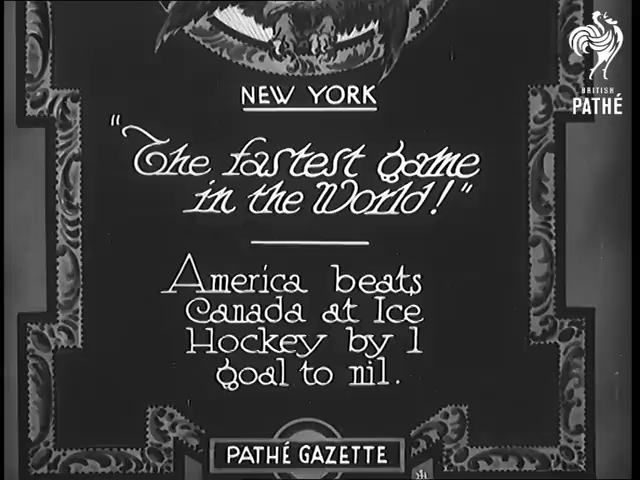 BRITISH
PATHÉ
NEW YORK
"The fastest game
in the World!"
America beats
Canada at Ice
Hockey by 1
goal to nil.
PATHÉ GAZETTE